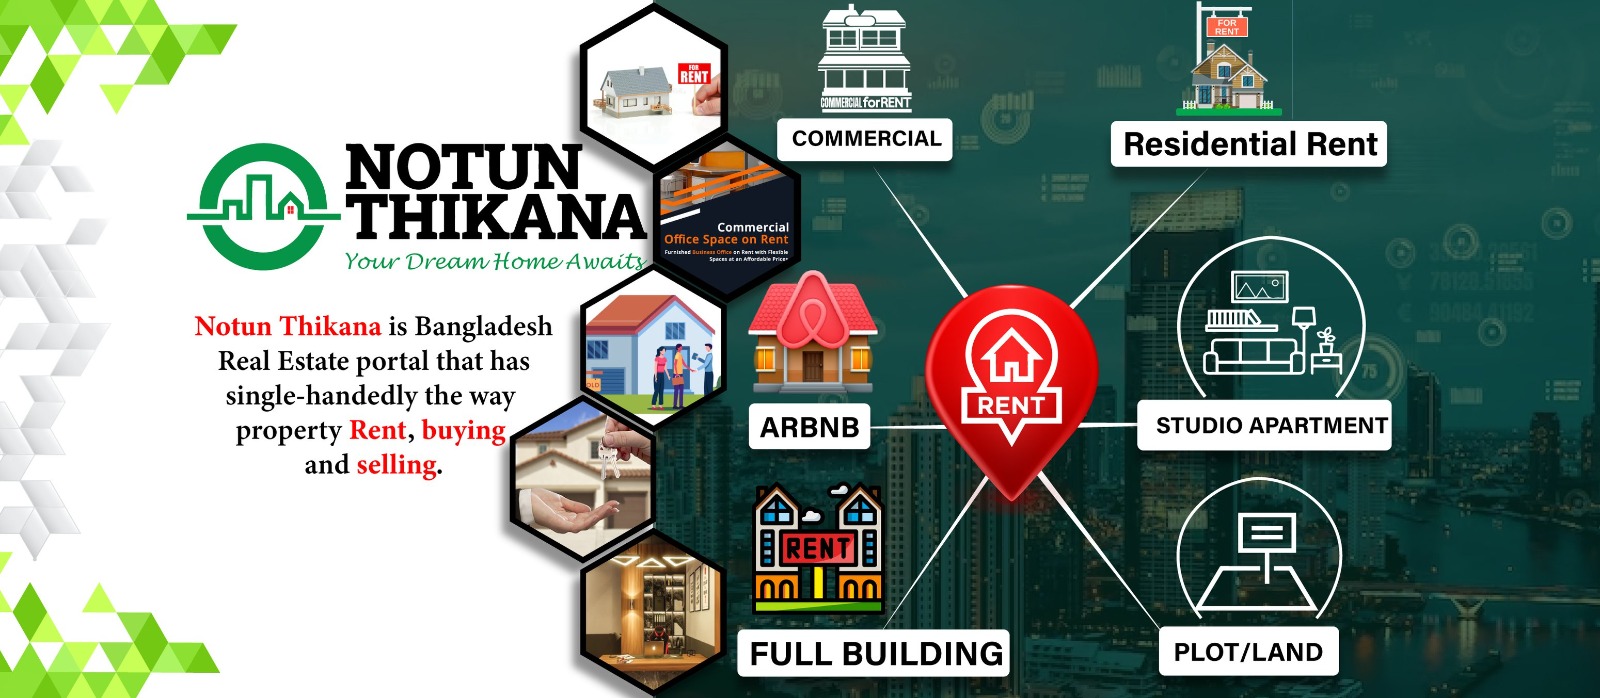 NOTUN
THIKANA
Your Dream Home Awaits
Notun Thikana is Bangladesh
Real Estate portal that has
single-handedly the way
property Rent, buying
and selling.
FOR
RENT
Commercial
Office Space on Rent
Furnished Business Office on Rent with Flexible
Spaces at an Affordable Prices
OLD
COMMERCIAL for RENT
COMMERCIAL
FOR
RENT
Residential Rent
ARBNB
RENT
STUDIO APARTMENT
RENT
FULL BUILDING
PLOT/LAND
75